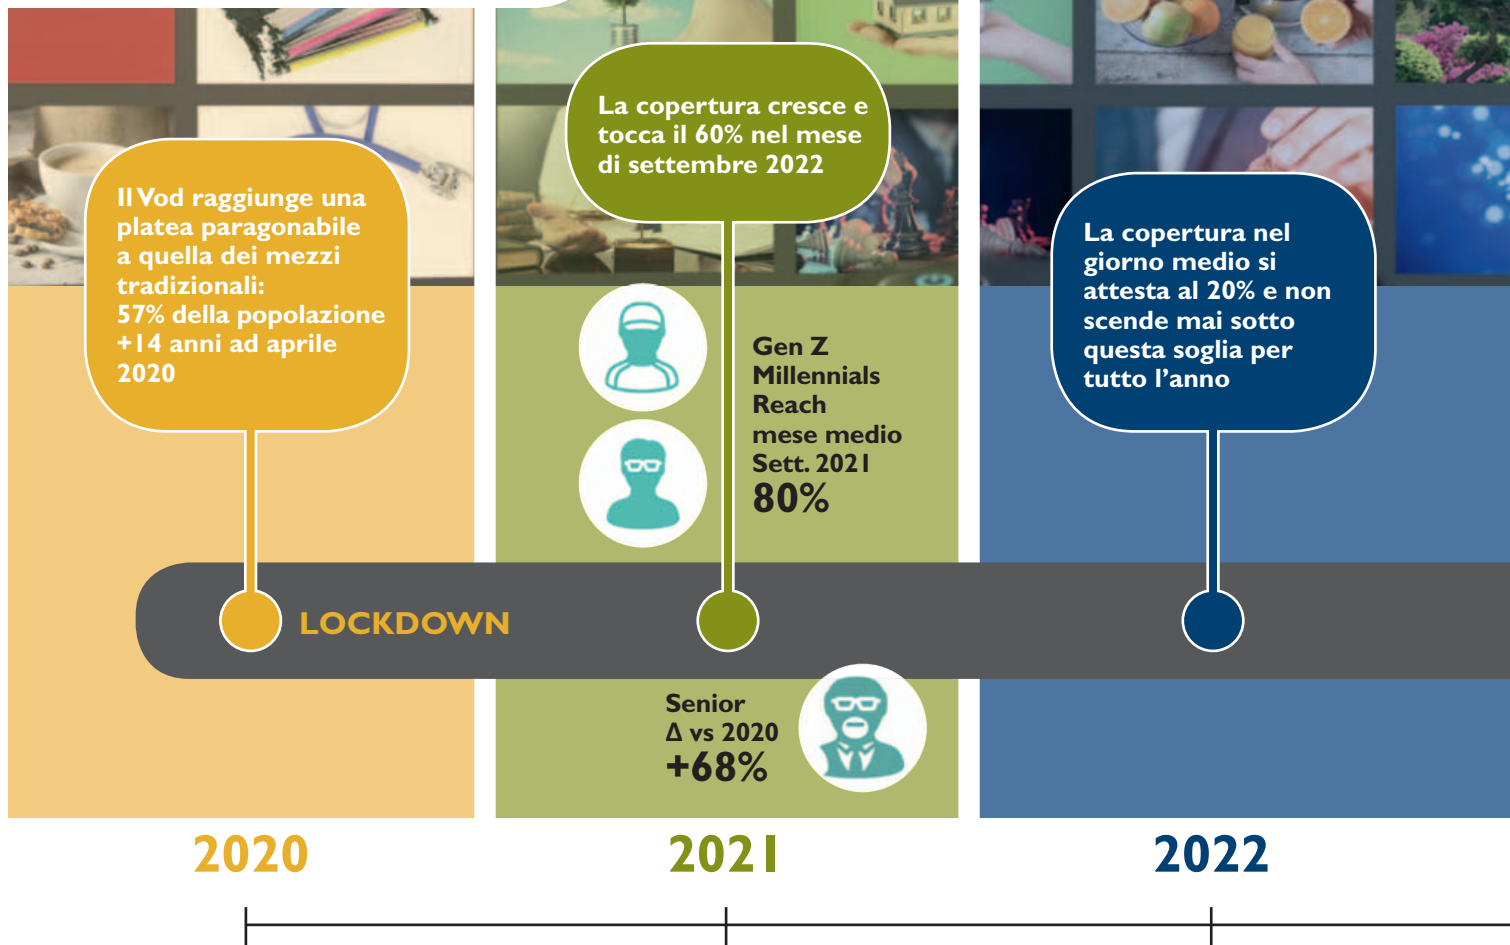 Il Vod raggiunge una
platea paragonabile
a quella dei mezzi
tradizionali:
57% della popolazione
+14 anni ad aprile
2020
La copertura cresce e
tocca il 60% nel mese
di settembre 2022
La copertura nel
giorno medio si
attesta al 20% e non
scende mai sotto
questa soglia per
tutto l’anno
Gen Z
Millennials
Reach
mese medio
Sett. 2021
80%
LOCKDOWN
Senior
Δ vs 2020
+68%
2020
2021
2022